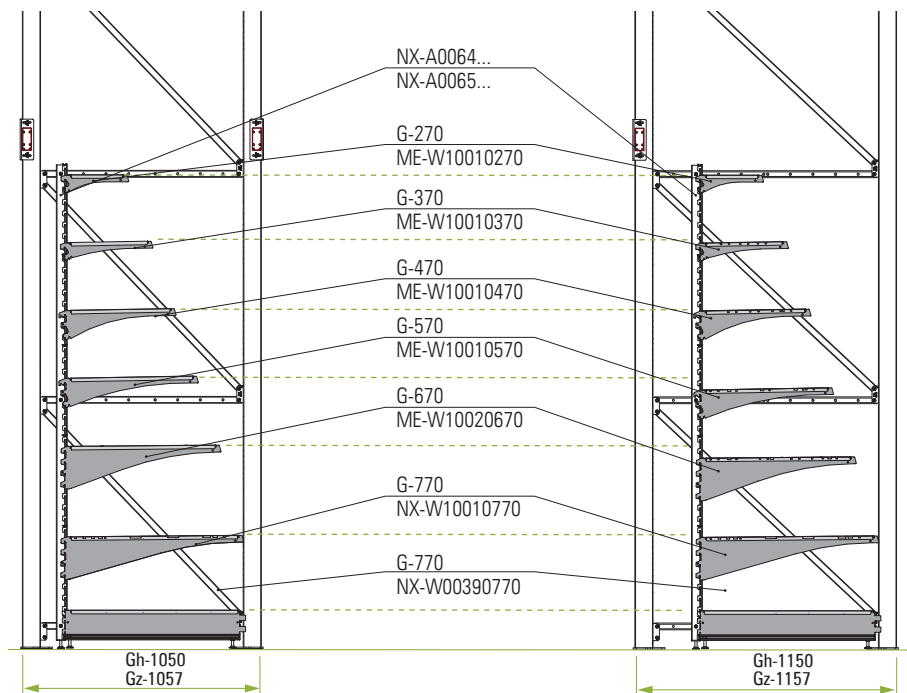 NX-A0064...
NX-A0065...
G-270
ME-W10010270
G-370
ME-W10010370
G-470
ME-W10010470
G-570
ME-W10010570
G-670
ME-W10020670
G-770
NX-W10010770
G-770
NX-W00390770
Gh-1050
Gz-1057
Gh-1150
Gz-1157